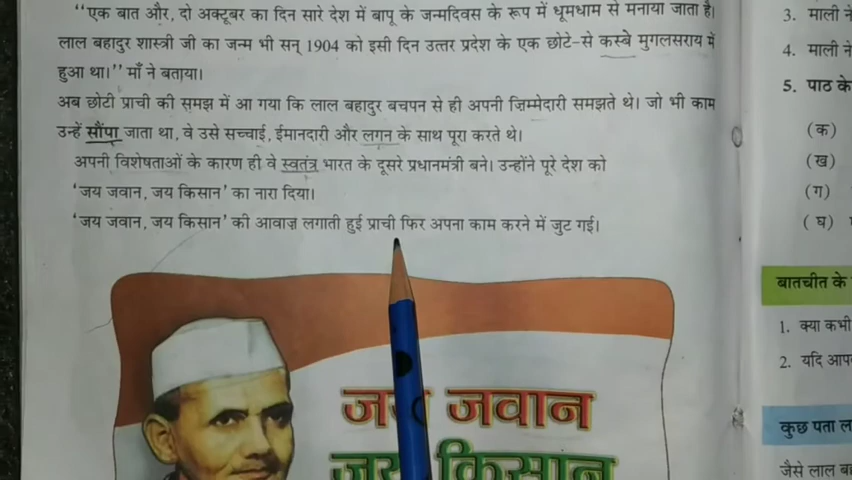 “एक बात और, दो अक्टूबर का दिन सारे देश में बापू के जन्मदिवस के रूप में धूमधाम से मनाया जाता है।
लाल बहादुर शास्त्री जी का जन्म भी सन् 1904 को इसी दिन उत्तर प्रदेश के एक छोटे-से कस्बे मुगलसराय में
हुआ था।” माँ ने बताया।
अब छोटी प्राची की समझ में आ गया कि लाल बहादुर बचपन से ही अपनी ज़िम्मेदारी समझते थे। जो भी काम
उन्हें सौंपा जाता था, वे उसे सच्चाई, ईमानदारी और लगन के साथ पूरा करते थे।
अपनी विशेषताओं के कारण ही वे स्वतंत्र भारत के दूसरे प्रधानमंत्री बने। उन्होंने पूरे देश को
‘जय जवान, जय किसान’ का नारा दिया।
‘जय जवान, जय किसान’ की आवाज़ लगाती हुई प्राची फिर अपना काम करने में जुट गई।
जय जवान
जय किसान
3. माली ने
4. माली ने
5. पाठ के
(क)
(ख)
(ग)
(घ)
बातचीत के
1. क्या कभी
2. यदि
कुछ पता
जैसे लाल